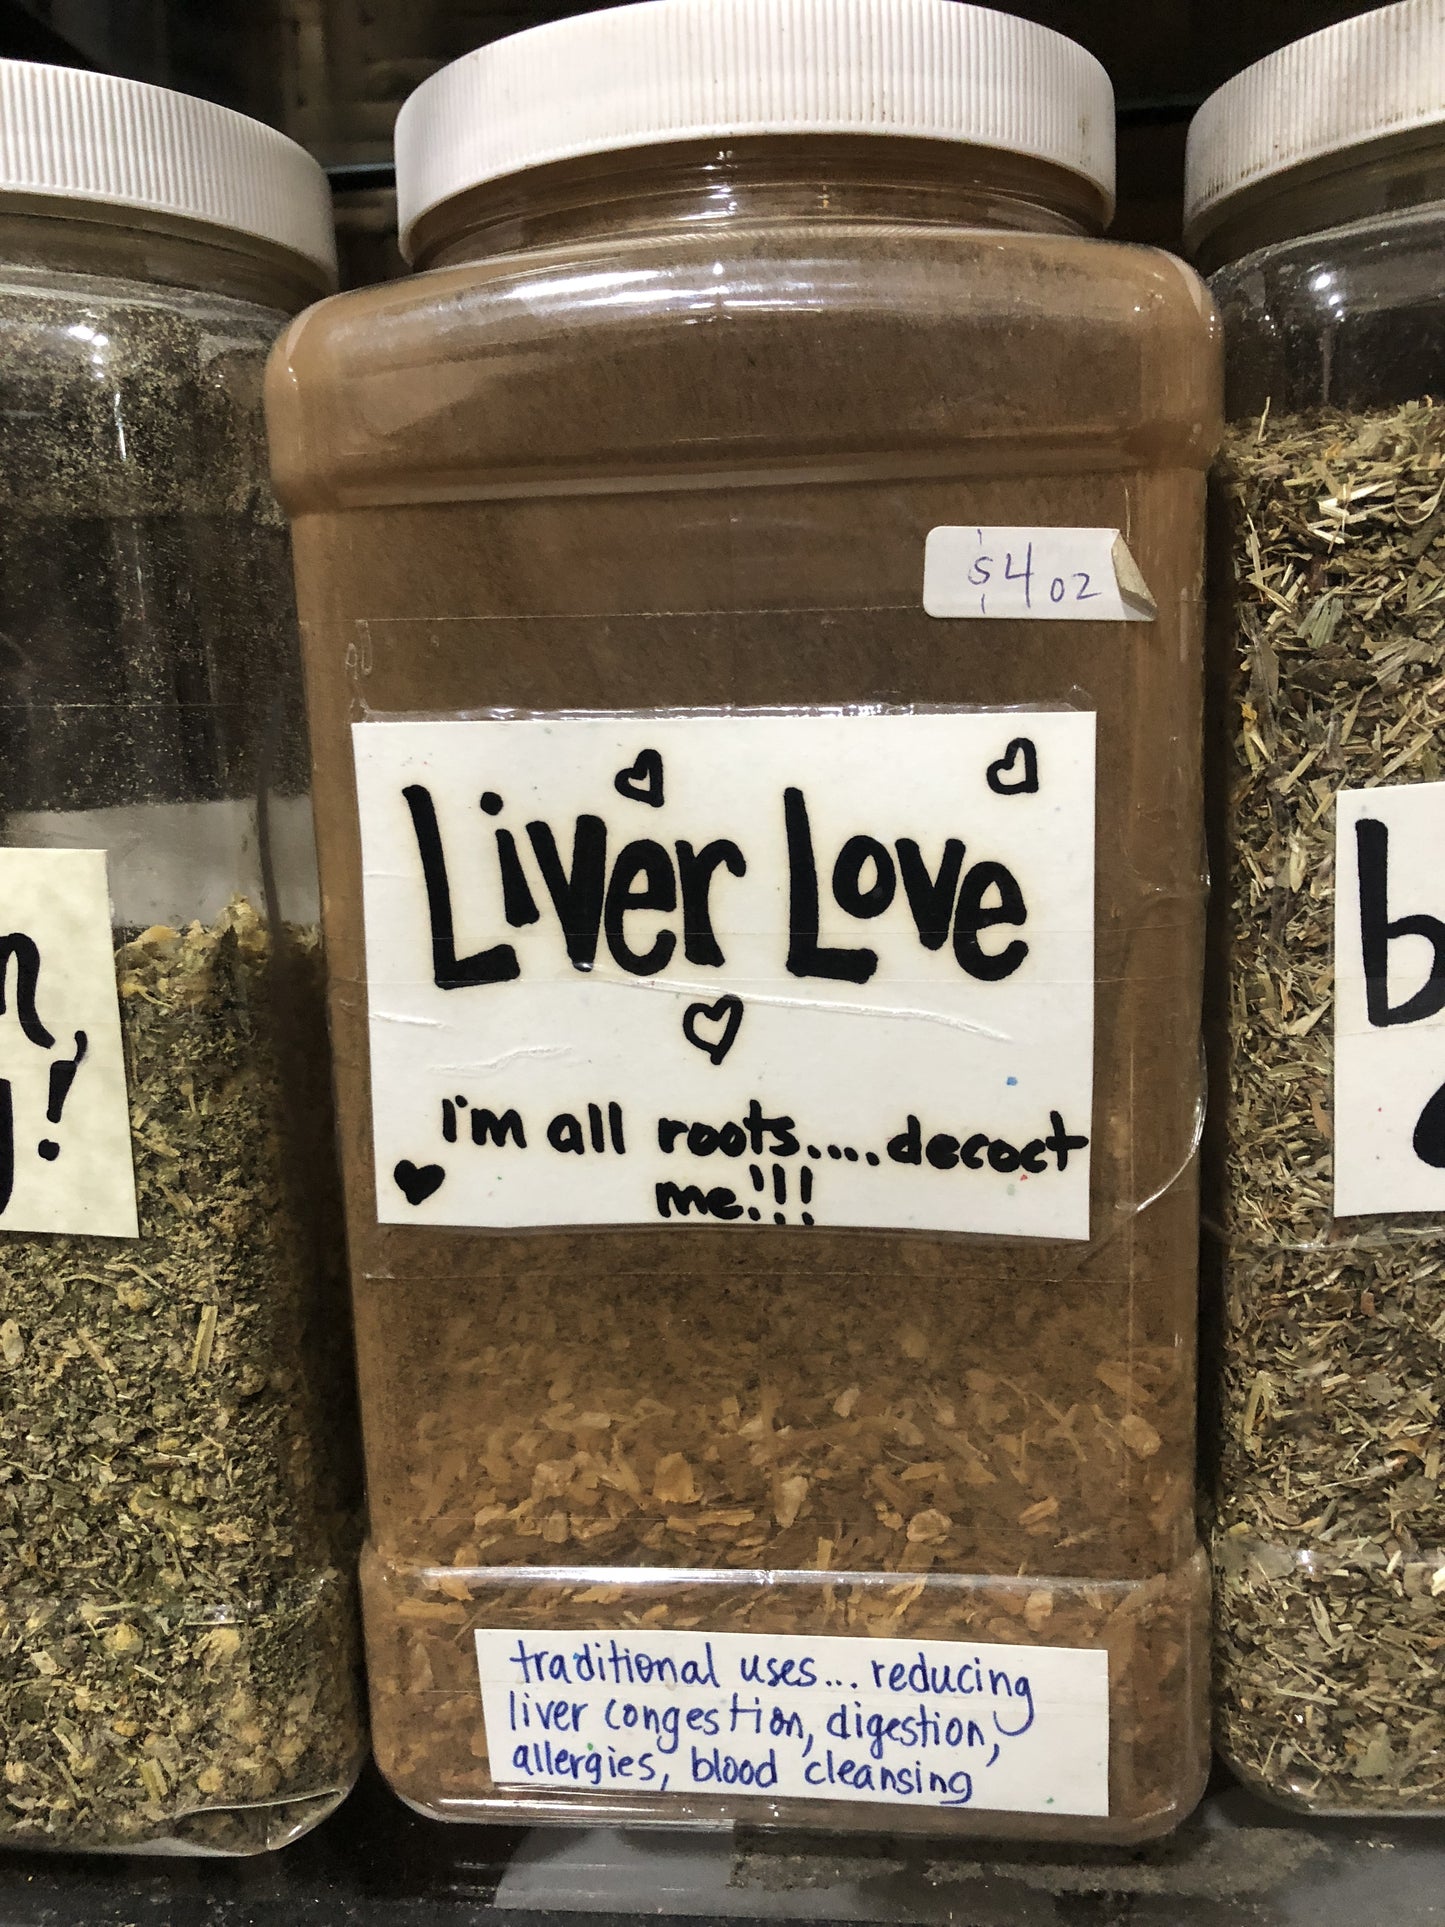 $4 oz
Liver Love
I'm all roots....decoct
me!!!
traditional uses... reducing
liver congestion, digestion,
allergies, blood cleansing